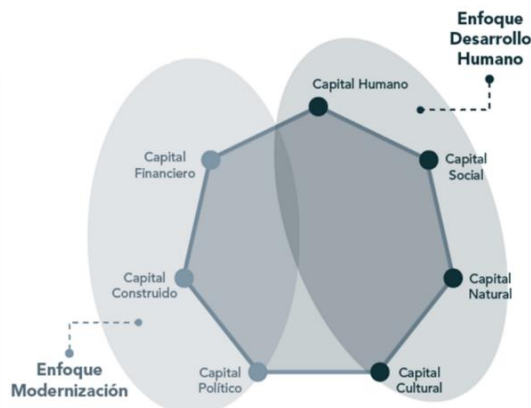 Enfoque
Desarrollo
Humano
Capital Humano
Capital
Financiero
Capital
Social
Capital
Construido
Capital
Natural
Enfoque
Modernización
Capital
Político
Capital
Cultural